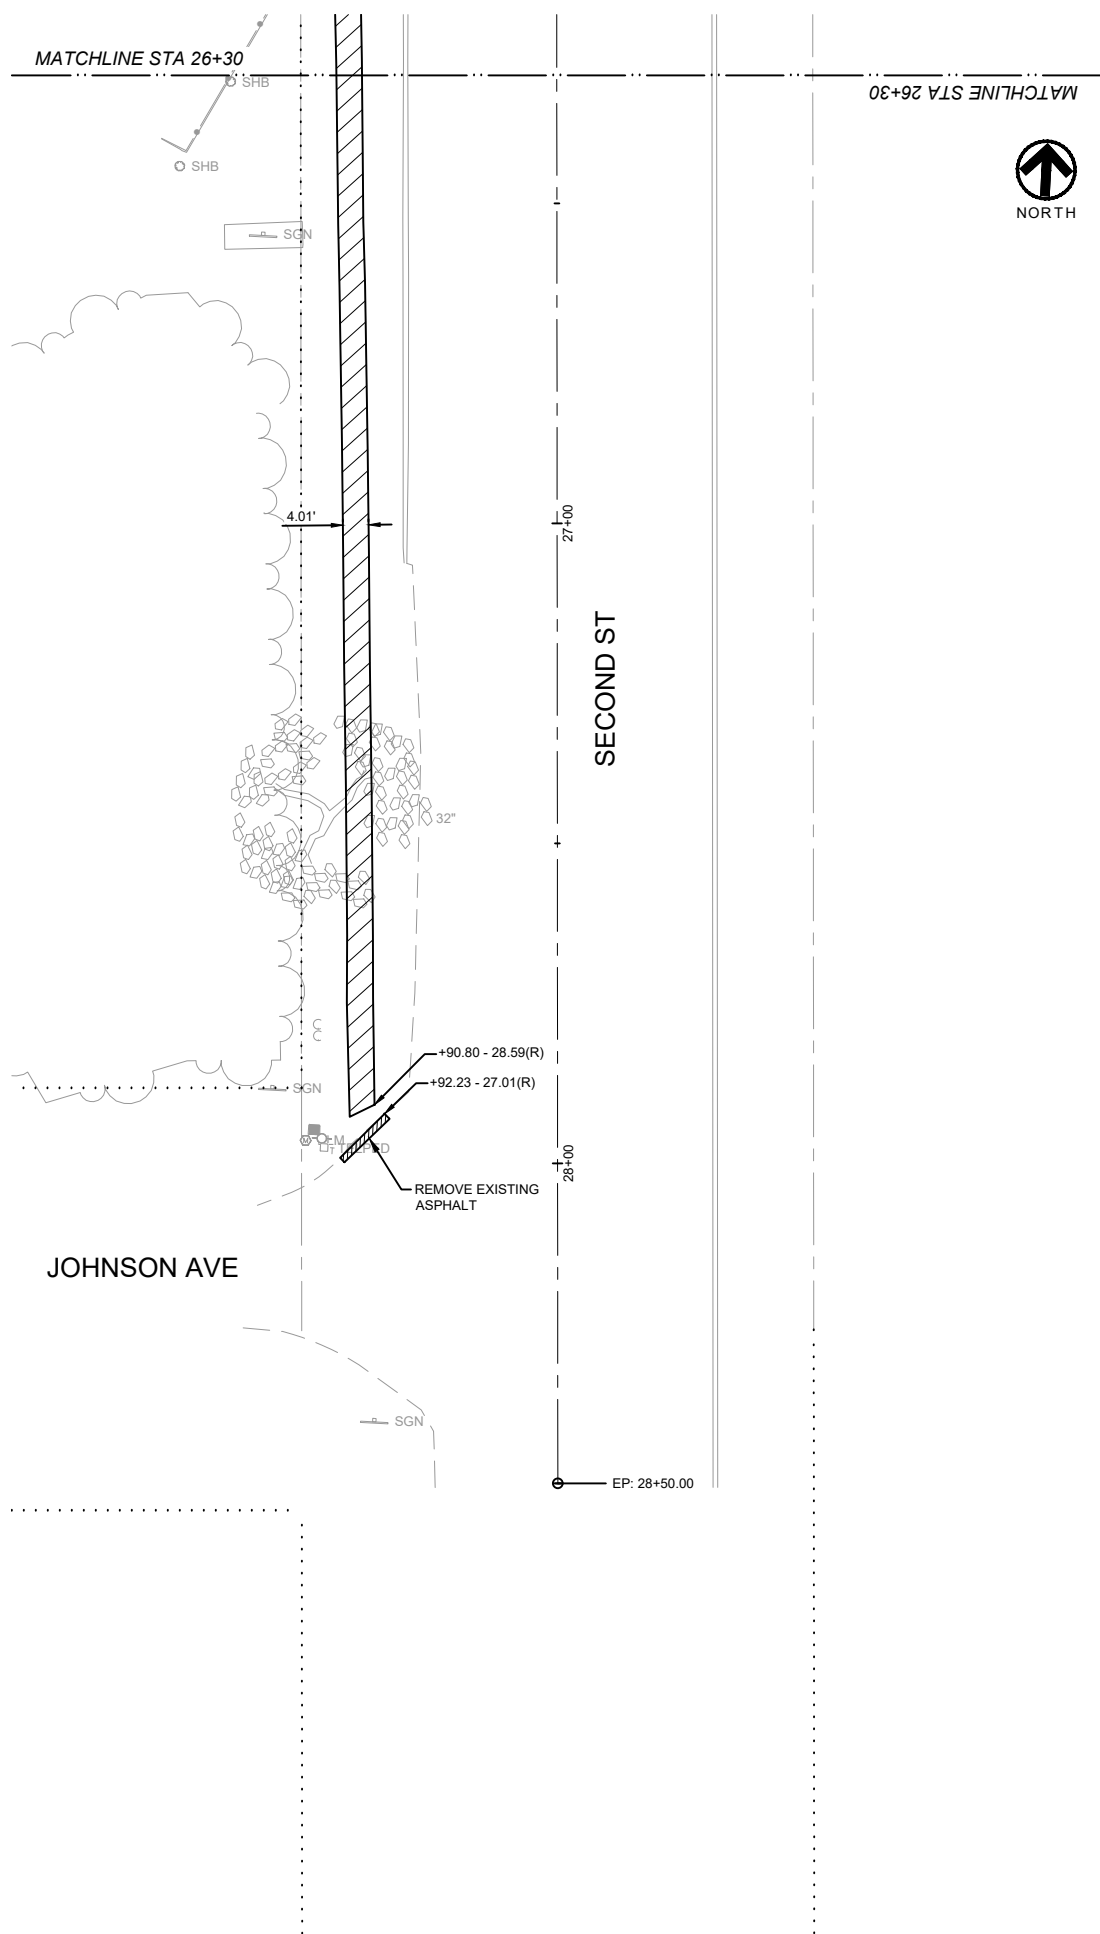 MATCHLINE STA 26+30
SHB
MATCHLINE STA 26+30
SHB
NORTH
SGN
4.01'
27+00
SECOND ST
32"
+90.80 - 28.59(R)
+92.23 - 27.01(R)
SGN
28+00
REMOVE EXISTING
ASPHALT
JOHNSON AVE
SGN
EP: 28+50.00